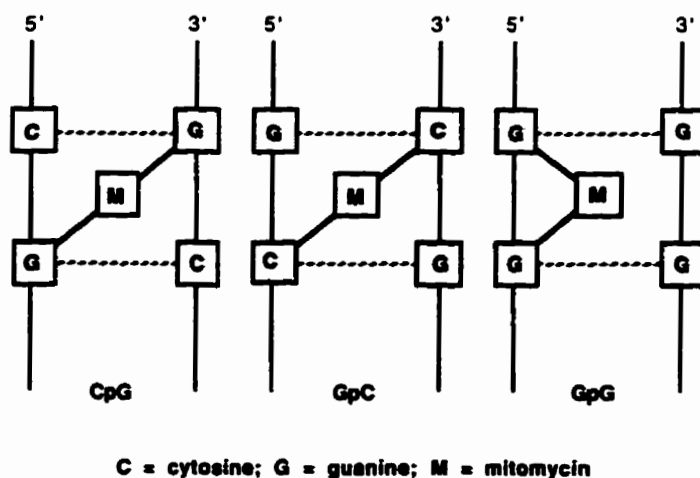 5' 3' 5' 3' 5' 3'
C G G C G G
M M M
G C C G G G
CpG GpC GpG
C = cytosine; G = guanine; M = mitomycin